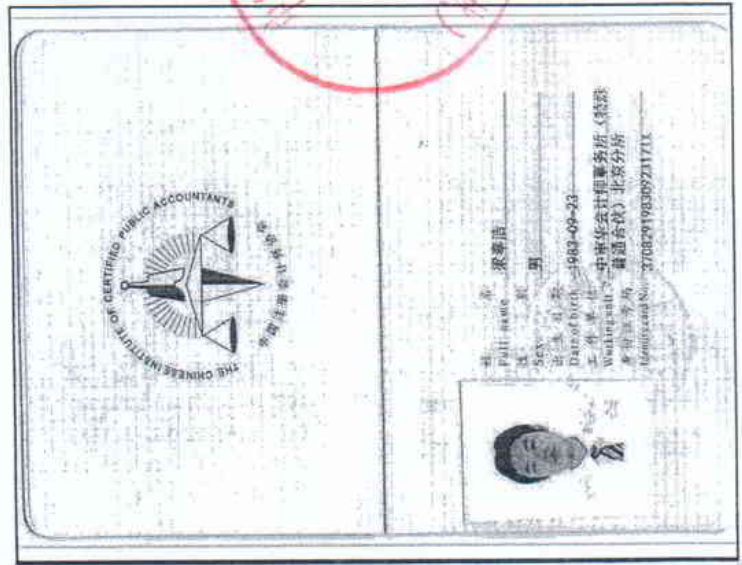 THE CHINESE INSTITUTE OF CERTIFIED PUBLIC ACCOUNTANTS
中国注册会计师协会
姓 名
Full name
性 别
Sex 男
出生日期
Date of birth 1983-09-23
工作单位
Working unit 中审华会计师事务所（特殊
普通合伙）北京分所
身份证号码
Identity card No.